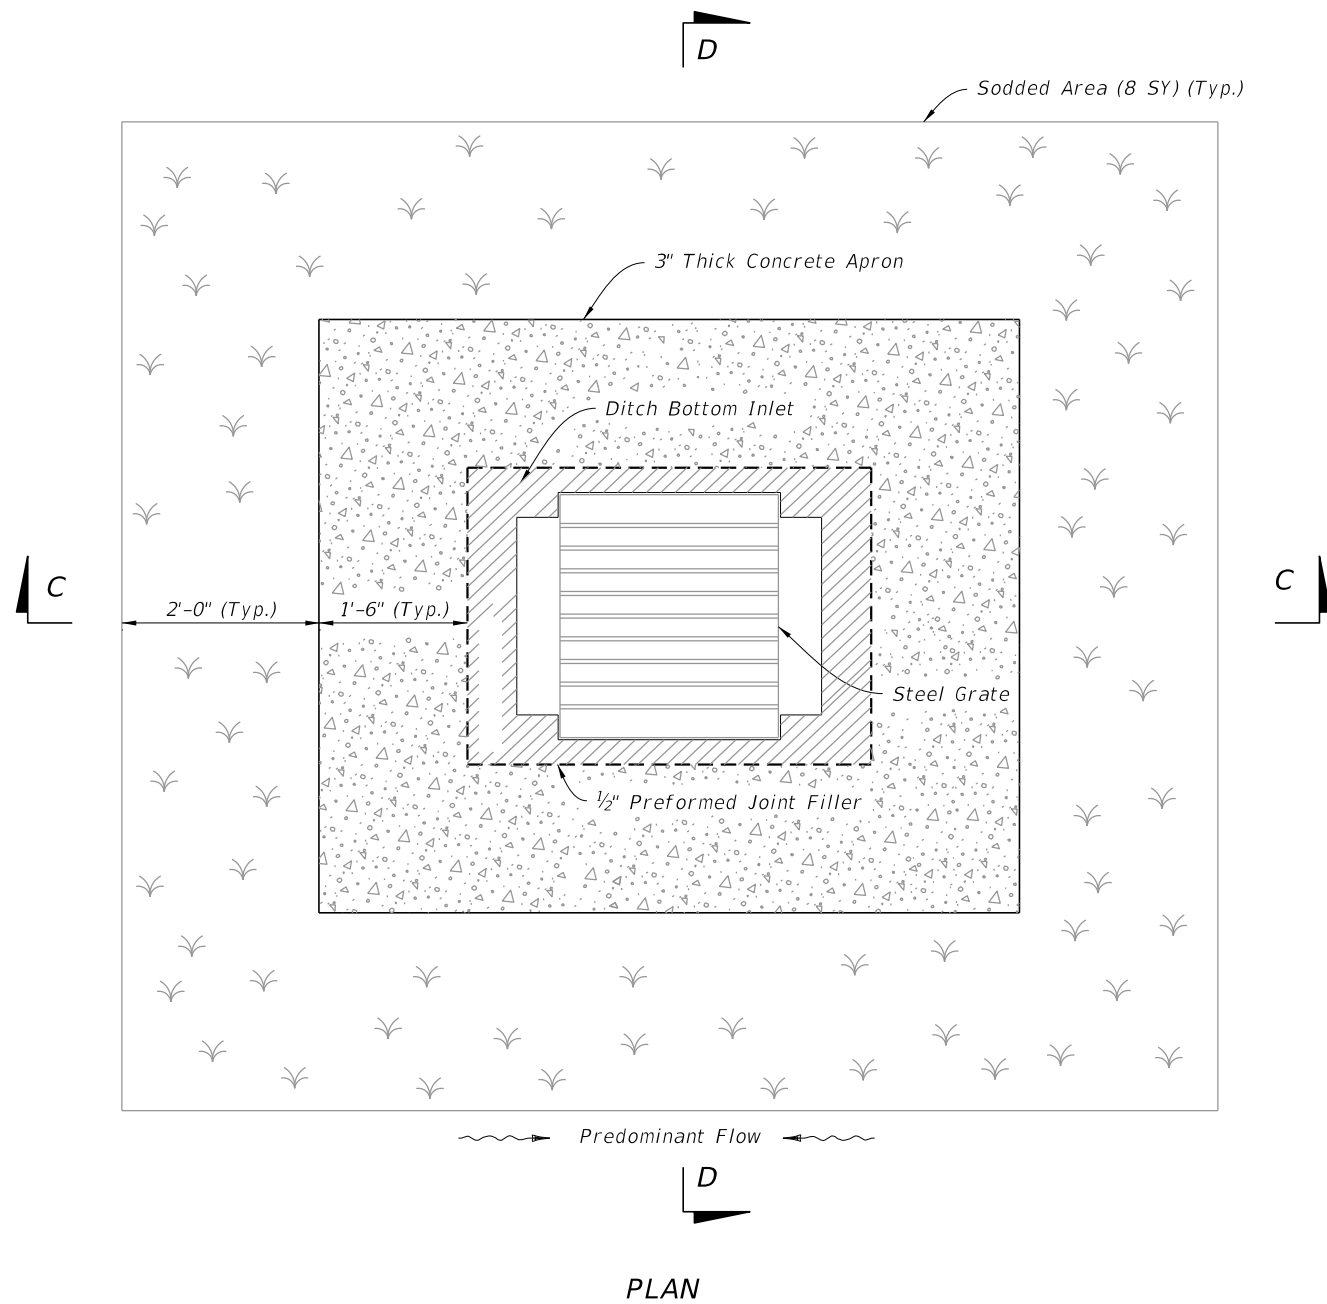 D
Sodded Area (8 SY) (Typ.)
3" Thick Concrete Apron
Ditch Bottom Inlet
C
C
2'-0" (Typ.)
1'-6" (Typ.)
Steel Grate
½" Preformed Joint Filler
Predominant Flow
D
PLAN